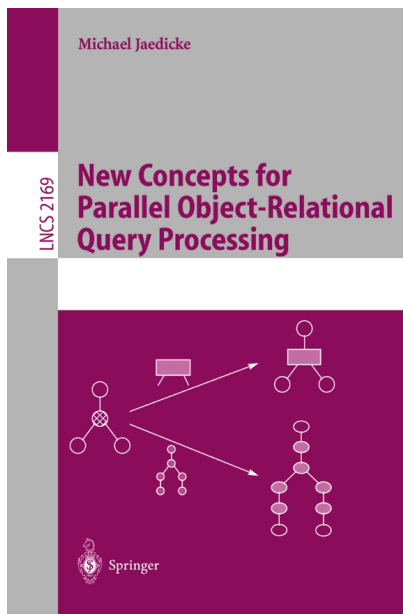 Michael Jaedicke
LNCS 2169
New Concepts for
Parallel Object-Relational
Query Processing
Springer